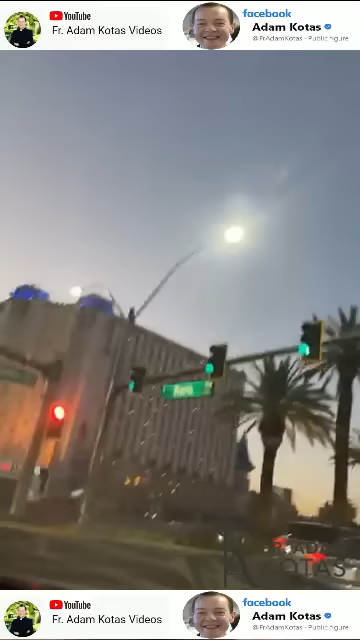 YouTube
Fr. Adam Kotas Videos
facebook
Adam Kotas
@FrAdamKotas · Public figure
YouTube
Fr. Adam Kotas Videos
facebook
Adam Kotas
@FrAdamKotas · Public figure